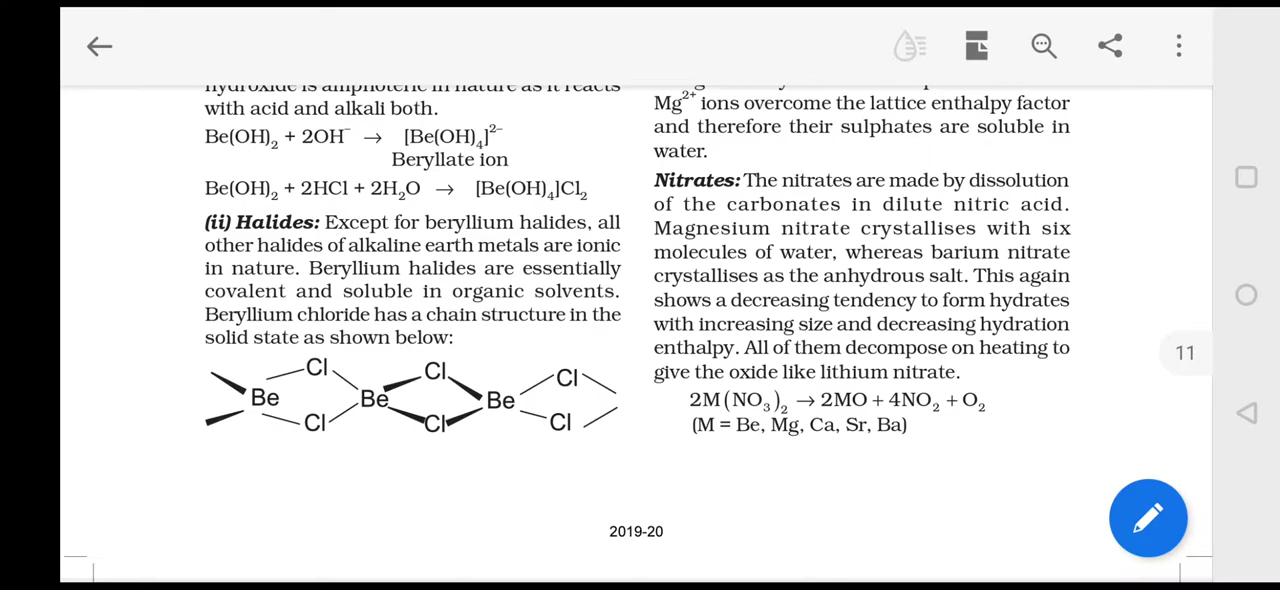 hydroxide is amphoteric in nature as it reacts
with acid and alkali both.
Be(OH)₂ + 2OH⁻ → [Be(OH)₄]²⁻
Beryllate ion
Be(OH)₂ + 2HCl + 2H₂O → [Be(OH)₄]Cl₂
(ii) Halides: Except for beryllium halides, all
other halides of alkaline earth metals are ionic
in nature. Beryllium halides are essentially
covalent and soluble in organic solvents.
Beryllium chloride has a chain structure in the
solid state as shown below:
Cl Cl Cl
Be Be Be
Cl Cl Cl
Mg²⁺ ions overcome the lattice enthalpy factor
and therefore their sulphates are soluble in
water.
Nitrates: The nitrates are made by dissolution
of the carbonates in dilute nitric acid.
Magnesium nitrate crystallises with six
molecules of water, whereas barium nitrate
crystallises as the anhydrous salt. This again
shows a decreasing tendency to form hydrates
with increasing size and decreasing hydration
enthalpy. All of them decompose on heating to
give the oxide like lithium nitrate.
2M(NO₃)₂ → 2MO + 4NO₂ + O₂
(M = Be, Mg, Ca, Sr, Ba)
11
2019-20